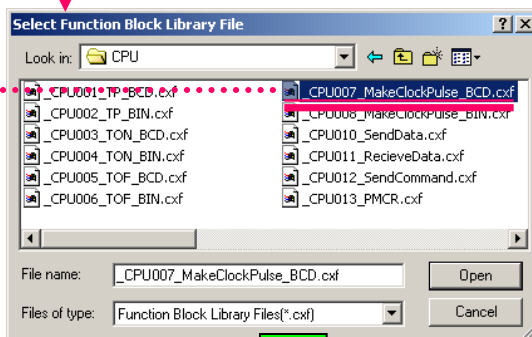 Select Function Block Library File
Look in: CPU
_CPU001_TP_BCD.cxf
_CPU002_TP_BIN.cxf
_CPU003_TON_BCD.cxf
_CPU004_TON_BIN.cxf
_CPU005_TOF_BCD.cxf
_CPU006_TOF_BIN.cxf
_CPU007_MakeClockPulse_BCD.cxf
_CPU008_MakeClockPulse_BIN.cxf
_CPU010_SendData.cxf
_CPU011_RecieveData.cxf
_CPU012_SendCommand.cxf
_CPU013_PMCR.cxf
File name: _CPU007_MakeClockPulse_BCD.cxf Open
Files of type: Function Block Library Files(*.cxf) Cancel